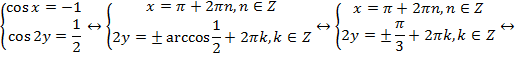 {cos x = −1 ↔ {x = π + 2πn, n ∈ Z ↔ {x = π + 2πn, n ∈ Z ↔
{cos 2y = 1/2 ↔ {2y = ± arccos 1/2 + 2πk, k ∈ Z ↔ {2y = ± π/3 + 2πk, k ∈ Z ↔